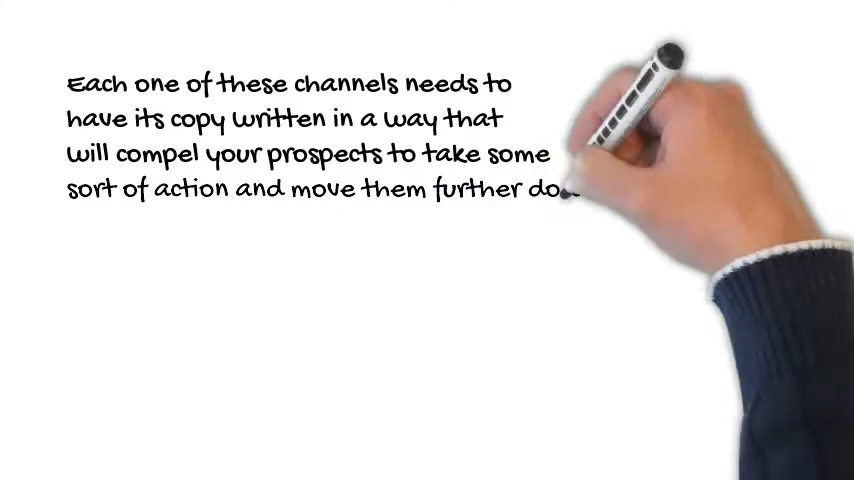 Each one of these channels needs to
have its copy written in a way that
will compel your prospects to take some
sort of action and move them further